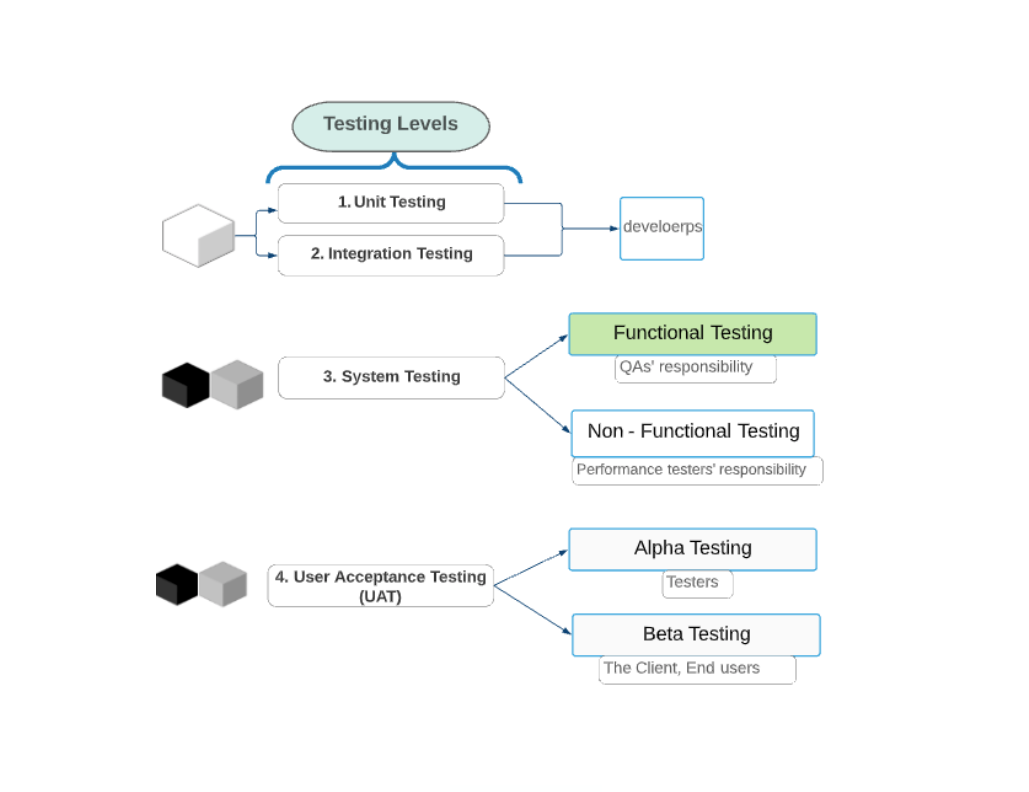 Testing Levels
1. Unit Testing
2. Integration Testing
develoerps
3. System Testing
Functional Testing
QAs' responsibility
Non - Functional Testing
Performance testers' responsibility
4. User Acceptance Testing
(UAT)
Alpha Testing
Testers
Beta Testing
The Client, End users